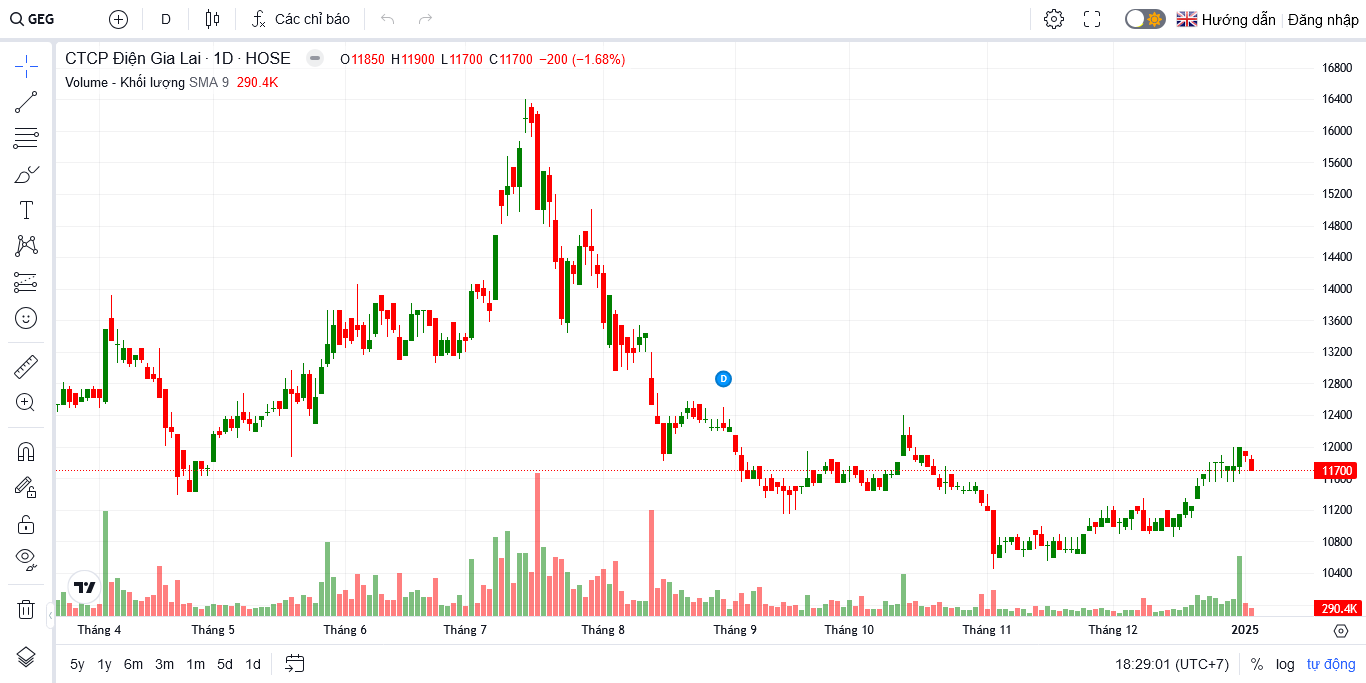 GEG D Các chỉ báo Hướng dẫn Đăng nhập
CTCP Điện Gia Lai · 1D · HOSE O11850 H11900 L11700 C11700 −200 (−1.68%)
Volume - Khối lượng SMA 9 290.4K
16800
16400
16000
15600
15200
14800
14400
14000
13600
13200
12800
D
12400
12000
11700
11600
11200
10800
10400
290.4K
Tháng 4 Tháng 5 Tháng 6 Tháng 7 Tháng 8 Tháng 9 Tháng 10 Tháng 11 Tháng 12 2025
5y 1y 6m 3m 1m 5d 1d 18:29:01 (UTC+7) % log tự động